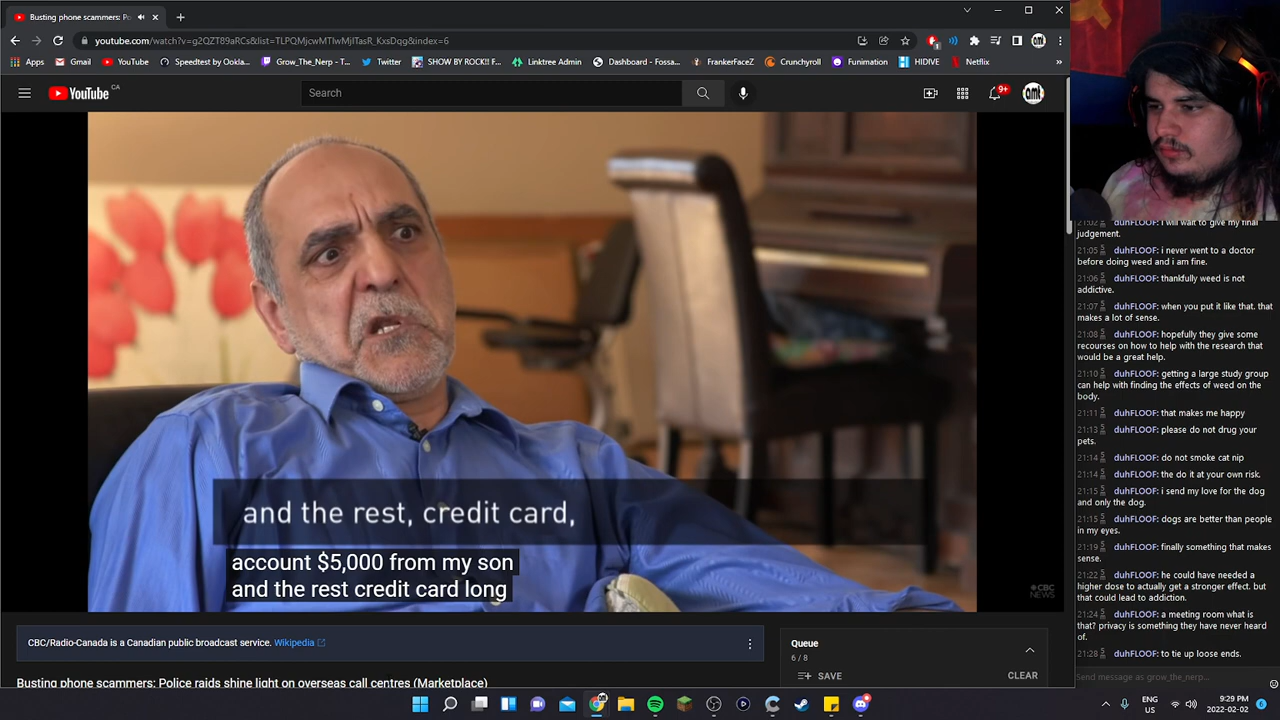 Busting phone scammers: Po
youtube.com/watch?v=g2QZT89aRCs&list=TLPQMjcwMTIwMjITasR_KxsDqg&index=6
Apps
Gmail
YouTube
Speedtest by Ookla...
Grow_The_Nerp - T...
Twitter
SHOW BY ROCK!! F...
Linktree Admin
Dashboard - Fossa...
FrankerFaceZ
Crunchyroll
Funimation
HIDIVE
Netflix
»
YouTube CA
Search
9+
amt
and the rest, credit card,
account $5,000 from my son
and the rest credit card long
CBC
NEWS
CBC/Radio-Canada is a Canadian public broadcast service. Wikipedia
Queue
6 / 8
SAVE
CLEAR
Busting phone scammers: Police raids shine light on overseas call centres (Marketplace)
21:02 duhFLOOF: i will wait to give my final
judgement.
21:05 duhFLOOF: i never went to a doctor
before doing weed and i am fine.
21:06 duhFLOOF: thankfully weed is not
addictive.
21:07 duhFLOOF: when you put it like that. that
makes a lot of sense.
21:08 duhFLOOF: hopefully they give some
recourses on how to help with the research that
would be a great help.
21:10 duhFLOOF: getting a large study group
can help with finding the effects of weed on the
body.
21:11 duhFLOOF: that makes me happy
21:13 duhFLOOF: please do not drug your
pets.
21:14 duhFLOOF: do not smoke cat nip
21:14 duhFLOOF: the do it at your own risk.
21:15 duhFLOOF: i send my love for the dog
and only the dog.
21:15 duhFLOOF: dogs are better than people
in my eyes.
21:19 duhFLOOF: finally something that makes
sense.
21:22 duhFLOOF: he could have needed a
higher dose to actually get a stronger effect. but
that could lead to addiction.
21:24 duhFLOOF: a meeting room what is
that? privacy is something they have never heard
of.
21:28 duhFLOOF: to tie up loose ends.
Send message as grow_the_nerp...
ENG
US
9:29 PM
2022-02-02
6